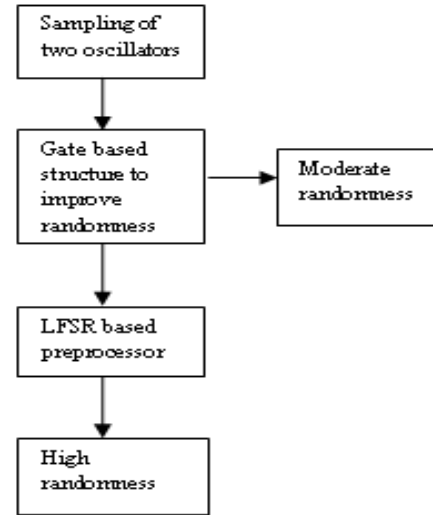 Sampling of
two oscillators
Gate based
structure to
improve
randomness
Moderate
randomness
LFSR based
preprocessor
High
randomness